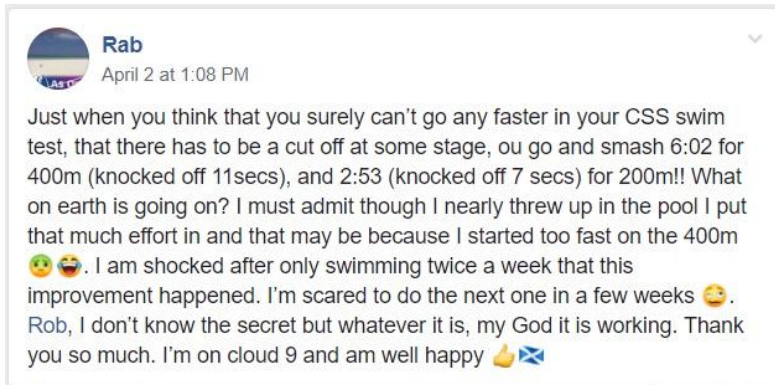 Rab
April 2 at 1:08 PM
Just when you think that you surely can't go any faster in your CSS swim
test, that there has to be a cut off at some stage, ou go and smash 6:02 for
400m (knocked off 11secs), and 2:53 (knocked off 7 secs) for 200m!! What
on earth is going on? I must admit though I nearly threw up in the pool I put
that much effort in and that may be because I started too fast on the 400m
🤢😂. I am shocked after only swimming twice a week that this
improvement happened. I'm scared to do the next one in a few weeks 🙄.
Rob, I don't know the secret but whatever it is, my God it is working. Thank
you so much. I'm on cloud 9 and am well happy 👍🏴󠁧󠁢󠁳󠁣󠁴󠁿